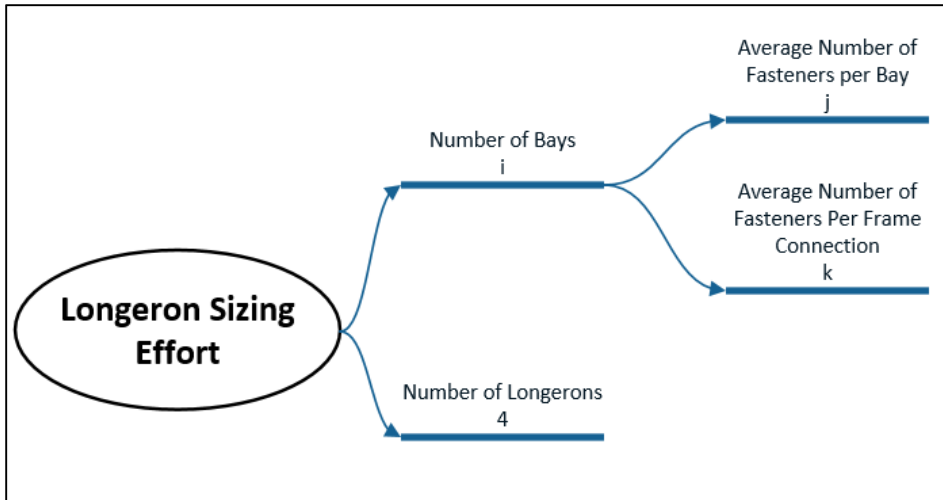 Average Number of
Fasteners per Bay
j
Number of Bays
i
Average Number of
Fasteners Per Frame
Connection
k
Longeron Sizing
Effort
Number of Longerons
4